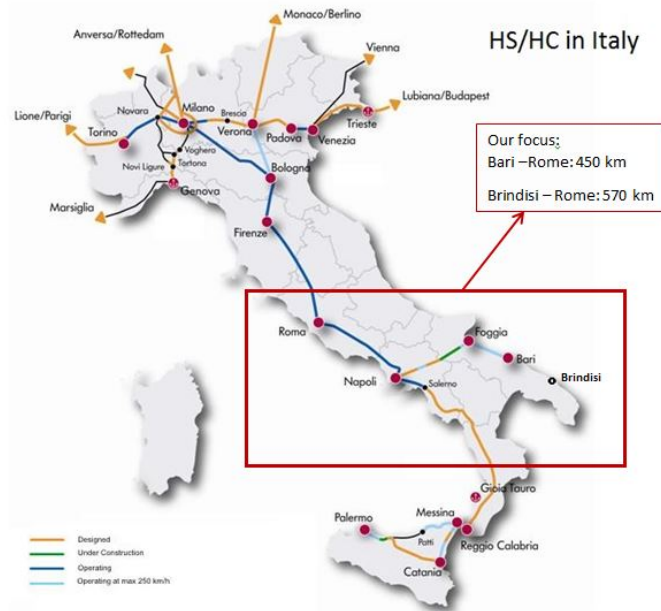 HS/HC in Italy
Monaco/Berlino
Anversa/Rottedam
Vienna
Lubiana/Budapest
Lione/Parigi
Novara
Milano
Brescia
Verona
Padova
Trieste
Venezia
Torino
Voghera
Tortona
Novi Ligure
Genova
Bologna
Marsiglia
Firenze
Our focus:
Bari –Rome: 450 km
Brindisi – Rome: 570 km
Roma
Foggia
Bari
Napoli
Salerno
Brindisi
Gioia Tauro
Messina
Palermo
Patti
Reggio Calabria
Catania
Designed
Under Construction
Operating
Operating at max 250 km/h